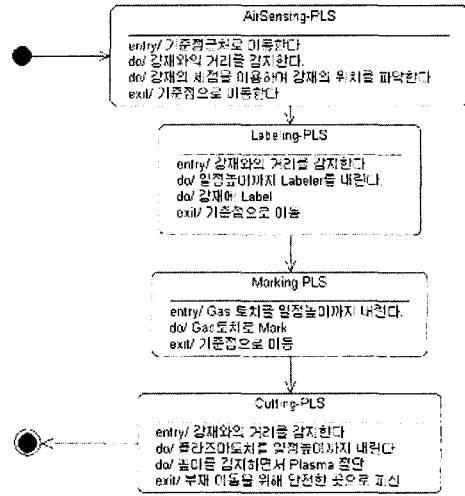 AirSensing-PLS
entry/ 기준점근처로 이동한다
do/ 강재와의 거리를 감지한다.
do/ 강재의 세점을 이용하여 강재의 위치를 파악한다
exit/ 기준점으로 이동한다
Labeling-PLS
entry/ 강재와의 거리를 감지한다
do/ 일정높이까지 Labeler를 내린다.
do/ 강재에 Label
exit/ 기준점으로 이동
Marking-PLS
entry/ Gas 토치를 일정높이까지 내린다.
do/ Gas토치로 Mark
exit/ 기준점으로 이동
Cutting-PLS
entry/ 강재와의 거리를 감지한다
do/ 플라즈마토치를 일정높이까지 내린다
do/ 높이를 감지하면서 Plasma 절단
exit/ 부재 이동을 위해 안전한 곳으로 피신